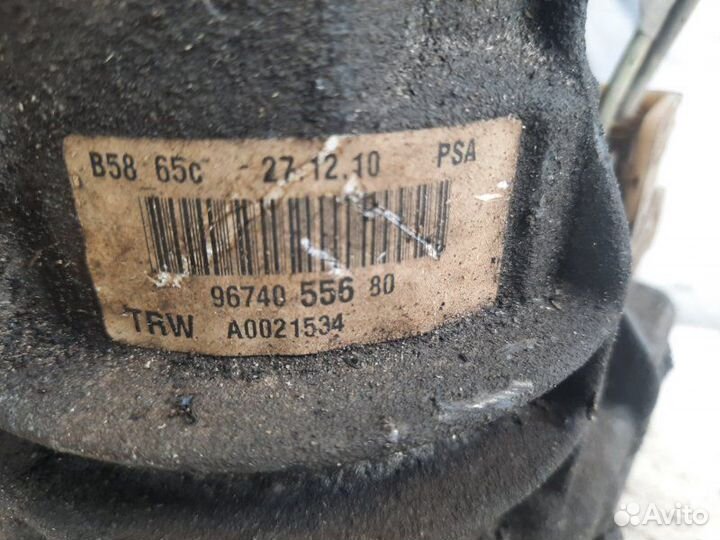 B58 65c - 27.12.10 PSA
96740 556 80
TRW A0021534
Avito